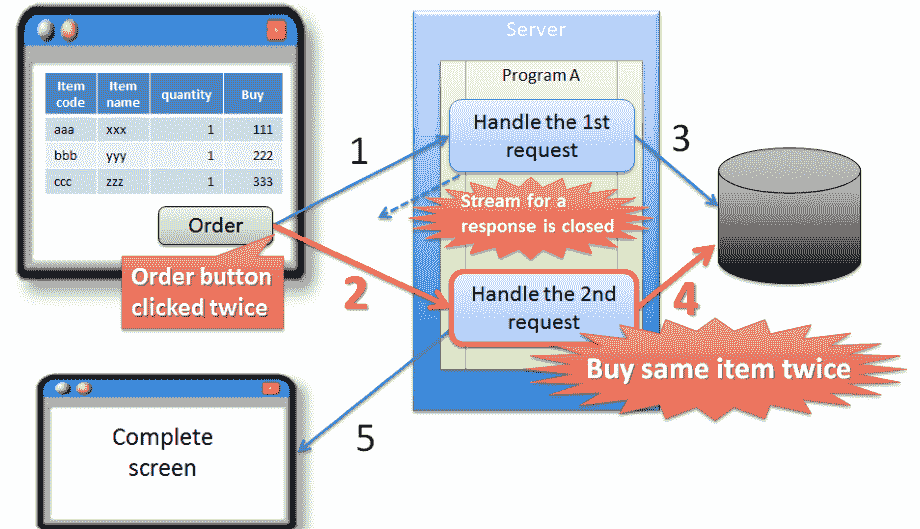 Server
Program A
Item code
Item name
quantity
Buy
aaa xxx 1 111
bbb yyy 1 222
ccc zzz 1 333
Order
Order button
clicked twice
1
Handle the 1st
request
3
Stream for a
response is closed
2
Handle the 2nd
request
4
Buy same item twice
5
Complete
screen